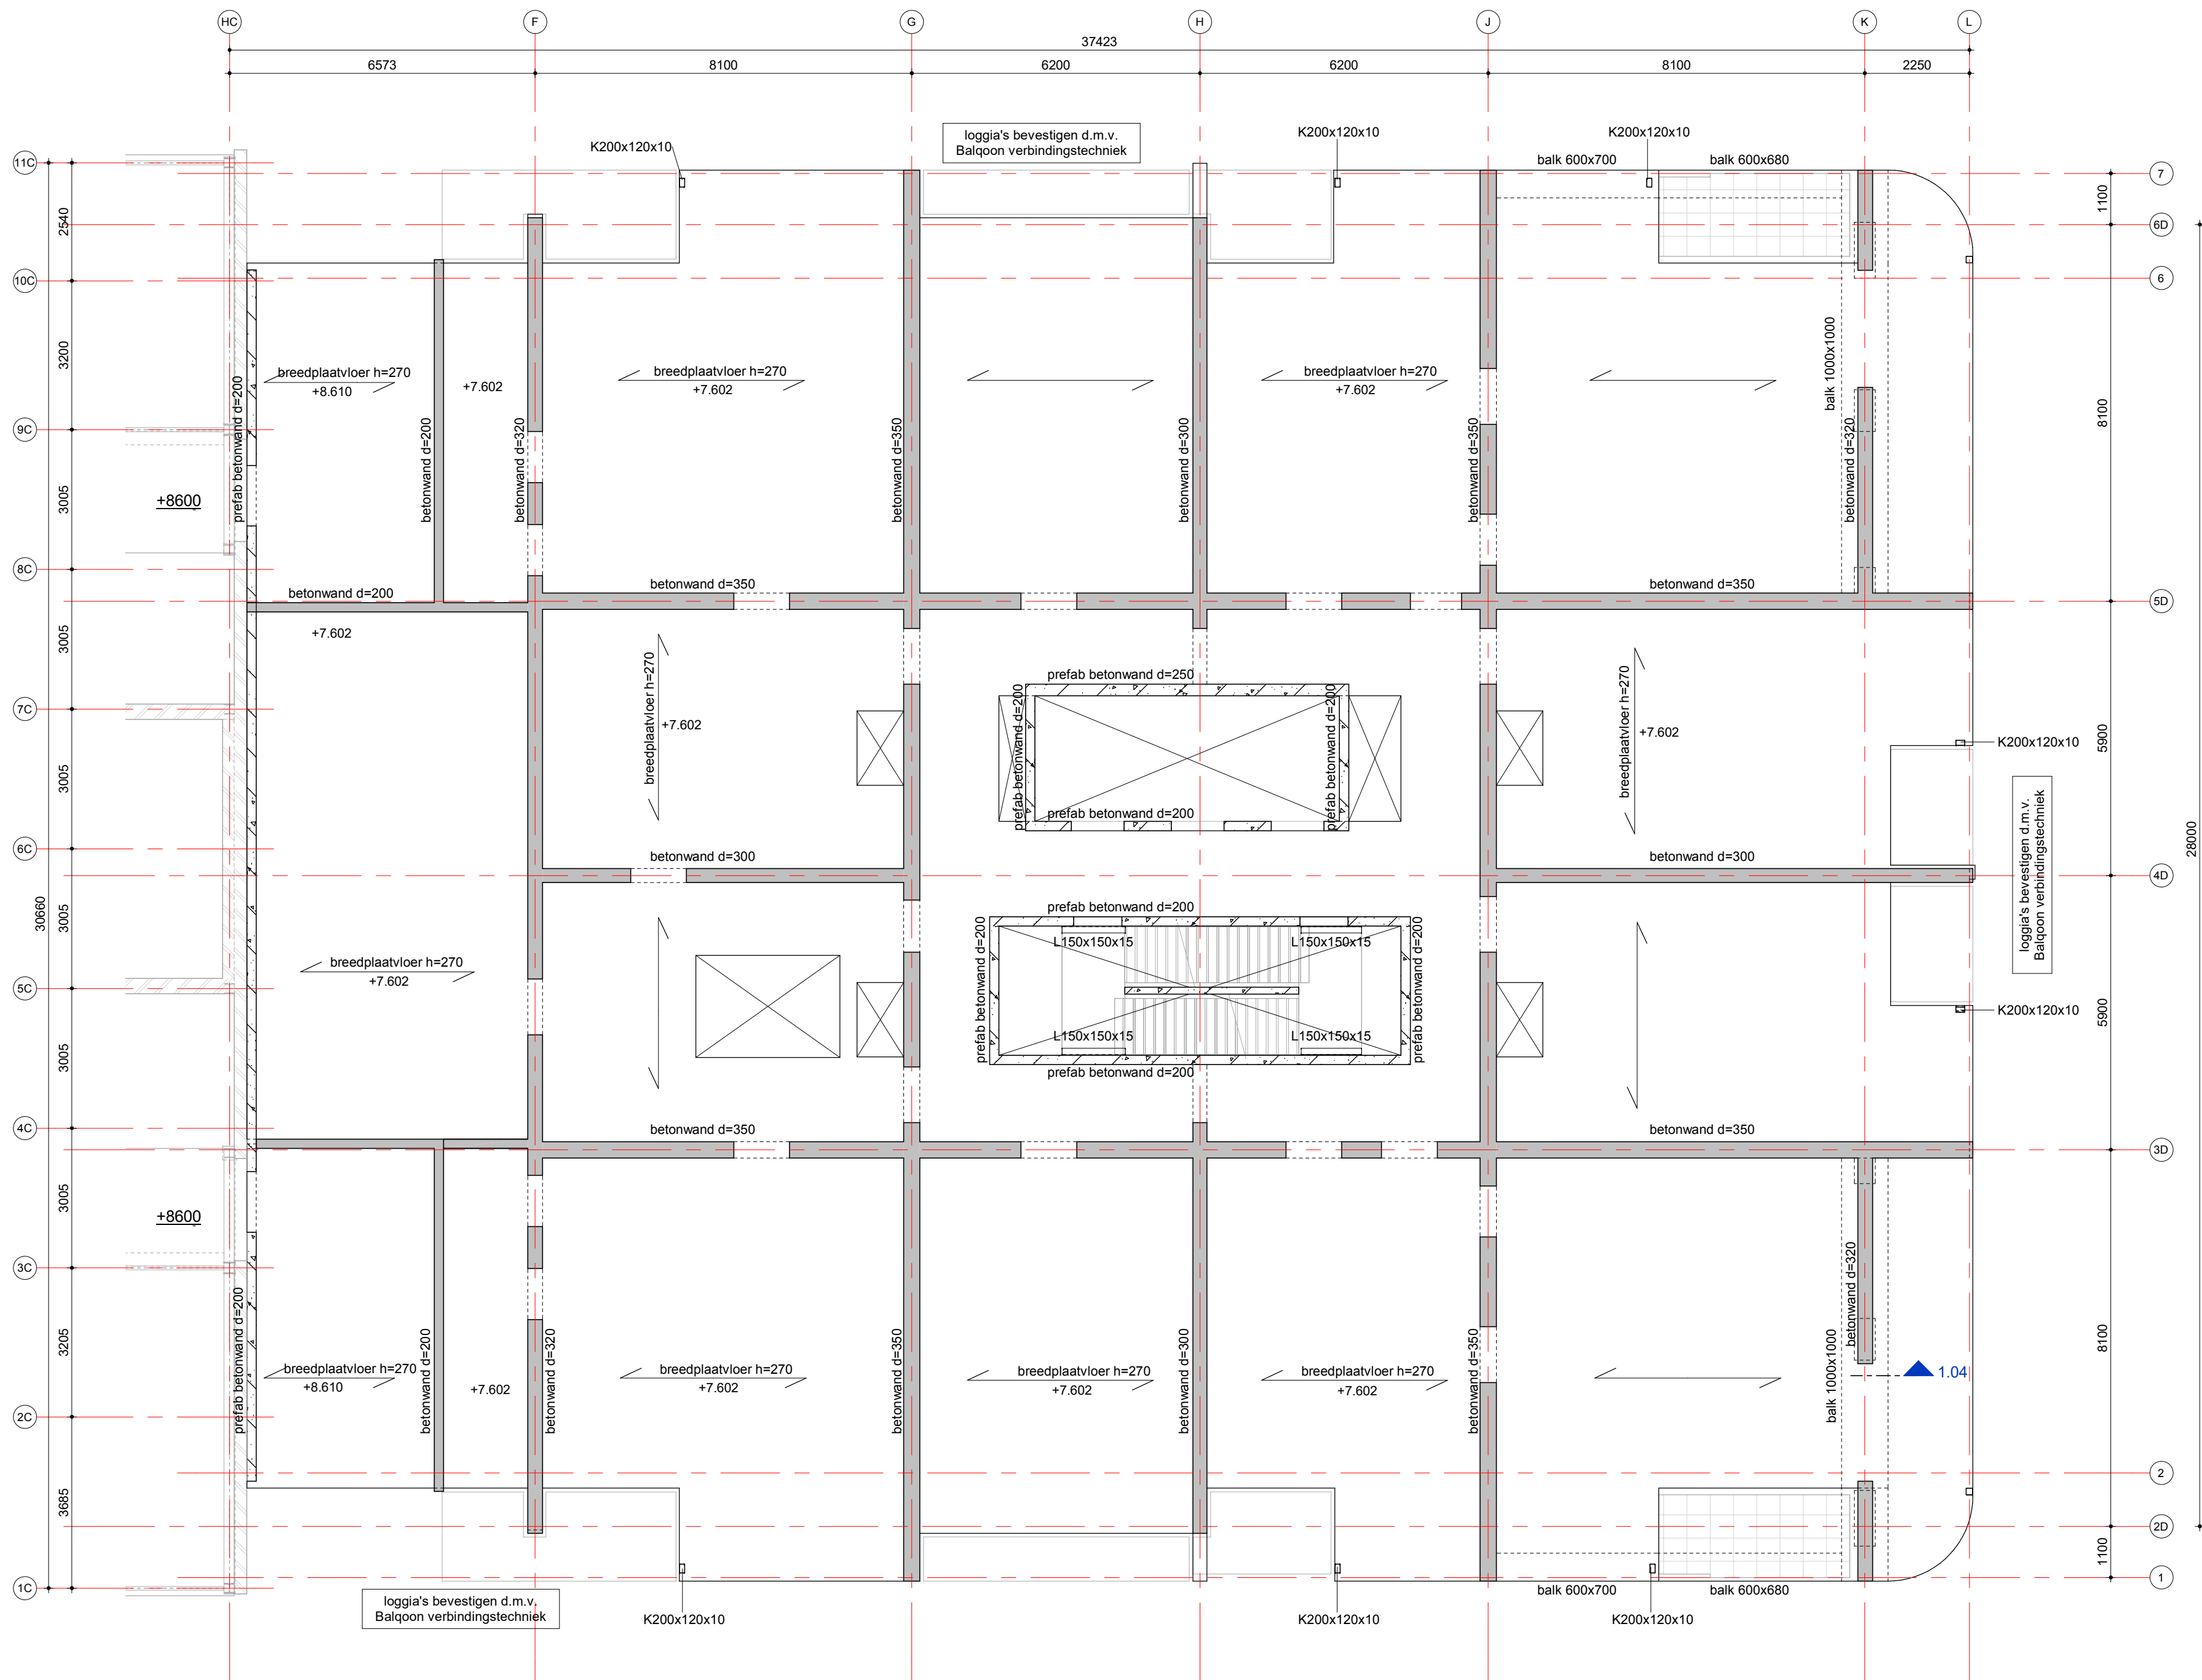 HC
F
G
H
J
K
L
37423
6573
8100
6200
6200
8100
2250
loggia's bevestigen d.m.v.
Balqoon verbindingstechniek
K200x120x10
K200x120x10
K200x120x10
balk 600x700
balk 600x680
11C
10C
9C
8C
7C
6C
5C
4C
3C
2C
1C
2540
3200
3005
3005
3005
3005
3005
3005
3205
3685
30660
7
6D
6
5D
4D
3D
2
2D
1
1100
8100
5900
5900
8100
1100
28000
breedplaatvloer h=270
+8.610
+7.602
breedplaatvloer h=270
+7.602
breedplaatvloer h=270
+7.602
prefab betonwand d=200
betonwand d=200
betonwand d=320
betonwand d=350
betonwand d=300
betonwand d=350
balk 1000x1000
betonwand d=320
+8600
betonwand d=200
betonwand d=350
betonwand d=350
+7.602
breedplaatvloer h=270
+7.602
prefab betonwand d=250
prefab betonwand d=200
prefab betonwand d=200
prefab betonwand d=200
breedplaatvloer h=270
+7.602
K200x120x10
loggia's bevestigen d.m.v.
Balqoon verbindingstechniek
betonwand d=300
betonwand d=300
prefab betonwand d=200
prefab betonwand d=200
prefab betonwand d=200
L150x150x15
L150x150x15
L150x150x15
L150x150x15
prefab betonwand d=200
breedplaatvloer h=270
+7.602
K200x120x10
betonwand d=350
betonwand d=350
+8600
prefab betonwand d=200
betonwand d=200
betonwand d=320
betonwand d=350
betonwand d=300
betonwand d=350
balk 1000x1000
betonwand d=320
breedplaatvloer h=270
+8.610
+7.602
breedplaatvloer h=270
+7.602
breedplaatvloer h=270
+7.602
breedplaatvloer h=270
+7.602
1.04
loggia's bevestigen d.m.v.
Balqoon verbindingstechniek
K200x120x10
K200x120x10
K200x120x10
balk 600x700
balk 600x680